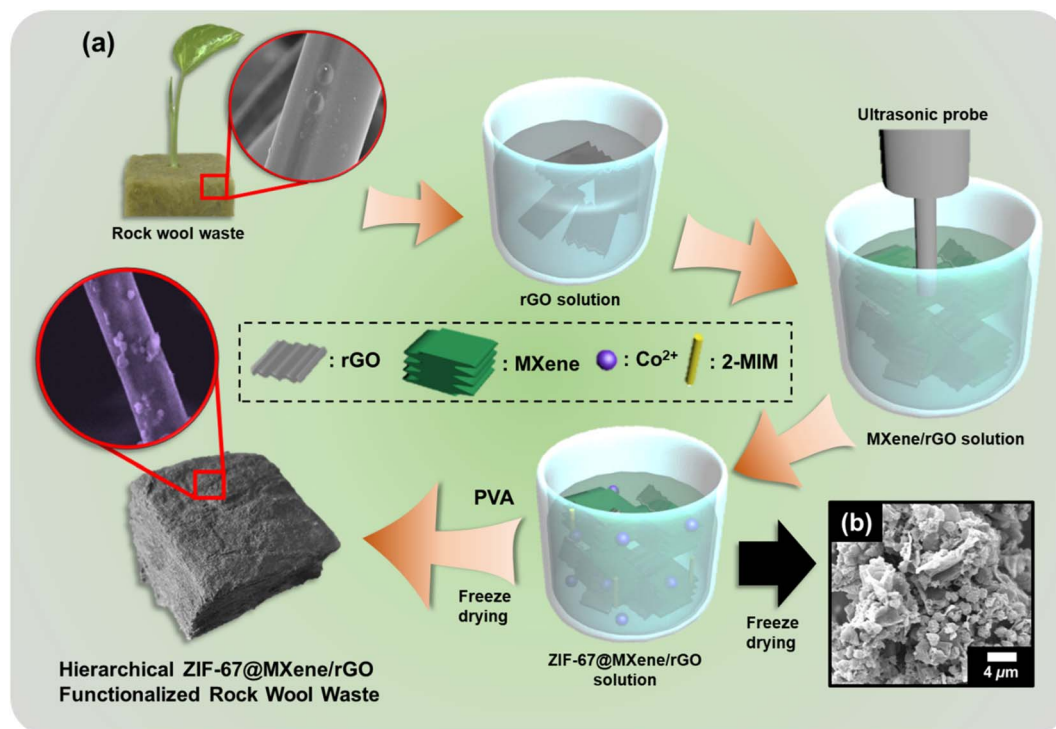 (a)
Ultrasonic probe
Rock wool waste
rGO solution
: rGO
: MXene
: Co²⁺
: 2-MIM
MXene/rGO solution
PVA
Freeze
drying
Freeze
drying
(b)
4 µm
ZIF-67@MXene/rGO
solution
Hierarchical ZIF-67@MXene/rGO
Functionalized Rock Wool Waste